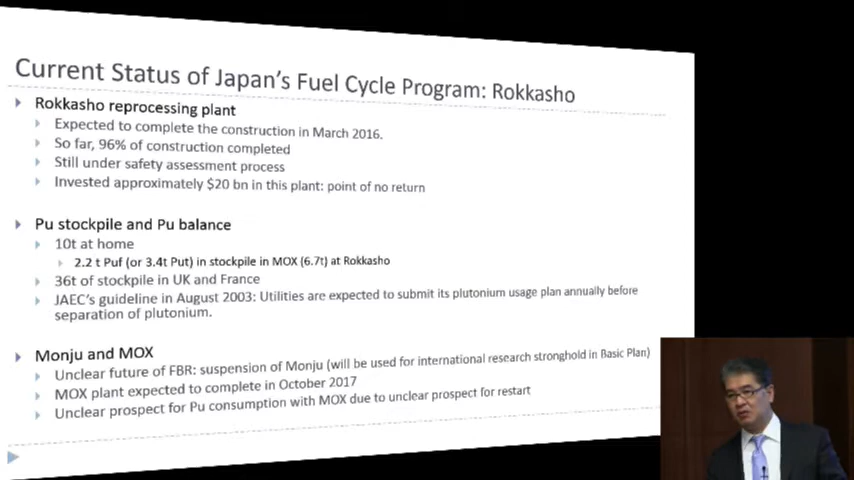 Current Status of Japan's Fuel Cycle Program: Rokkasho
Rokkasho reprocessing plant
Expected to complete the construction in March 2016.
So far, 96% of construction completed
Still under safety assessment process
Invested approximately $20 bn in this plant: point of no return
Pu stockpile and Pu balance
10t at home
2.2 t Puf (or 3.4t Put) in stockpile in MOX (6.7t) at Rokkasho
36t of stockpile in UK and France
JAEC's guideline in August 2003: Utilities are expected to submit its plutonium usage plan annually before
separation of plutonium.
Monju and MOX
Unclear future of FBR: suspension of Monju (will be used for international research stronghold in Basic Plan)
MOX plant expected to complete in October 2017
Unclear prospect for Pu consumption with MOX due to unclear prospect for restart